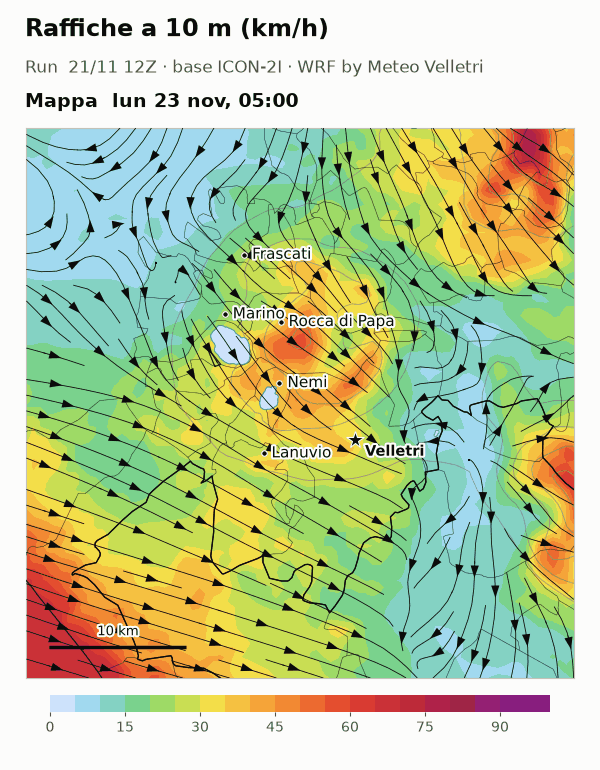 Raffiche a 10 m (km/h)
Run  21/11 12Z · base ICON-2I · WRF by Meteo Velletri
Mappa  lun 23 nov, 05:00
Frascati
Marino
Rocca di Papa
Nemi
Velletri
Lanuvio
10 km
0 15 30 45 60 75 90